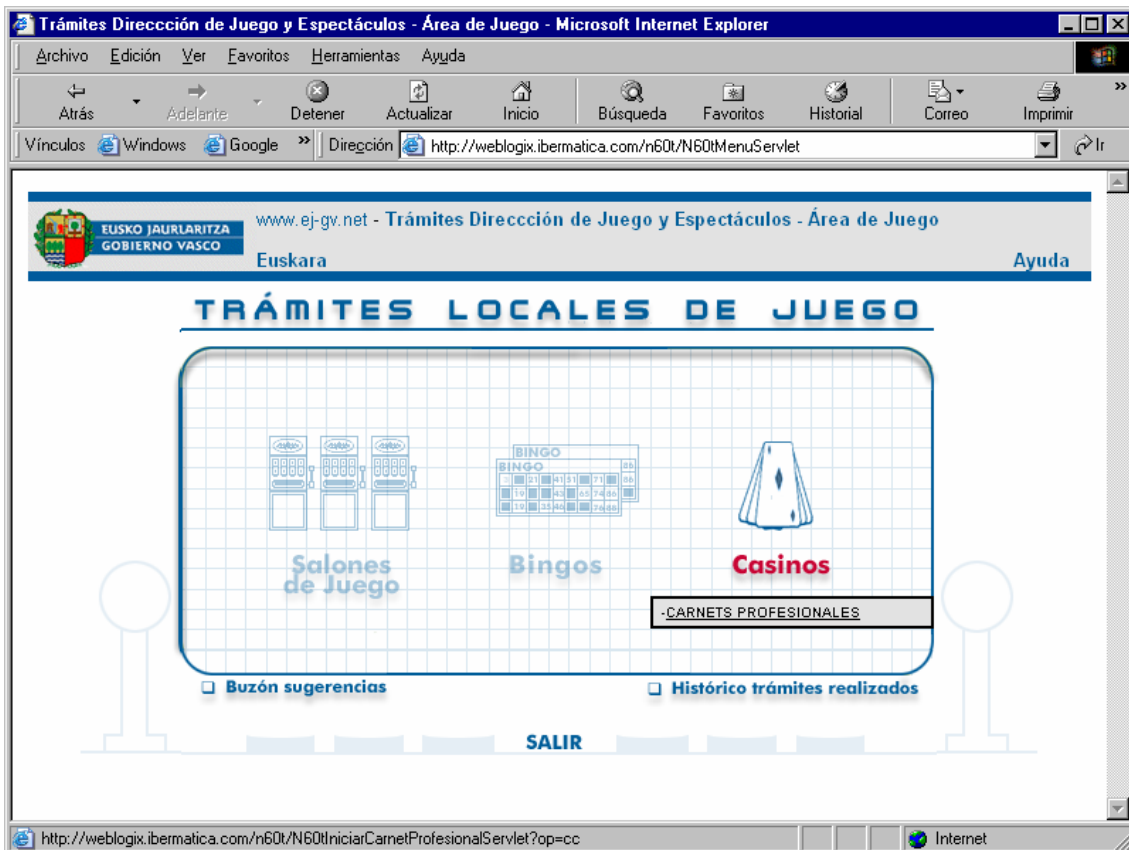 Trámites Direccción de Juego y Espectáculos - Área de Juego - Microsoft Internet Explorer
Archivo Edición Ver Favoritos Herramientas Ayuda
Atrás Adelante Detener Actualizar Inicio Búsqueda Favoritos Historial Correo Imprimir »
Vínculos Windows Google » Dirección http://weblogix.ibermatica.com/n60t/N60tMenuServlet Ir
EUSKO JAURLARITZA
GOBIERNO VASCO
www.ej-gv.net - Trámites Direccción de Juego y Espectáculos - Área de Juego
Euskara Ayuda
TRÁMITES LOCALES DE JUEGO
BINGO
BINGO
Salones
de Juego
Bingos
Casinos
-CARNETS PROFESIONALES
Buzón sugerencias
Histórico trámites realizados
SALIR
http://weblogix.ibermatica.com/n60t/N60tIniciarCarnetProfesionalServlet?op=cc Internet